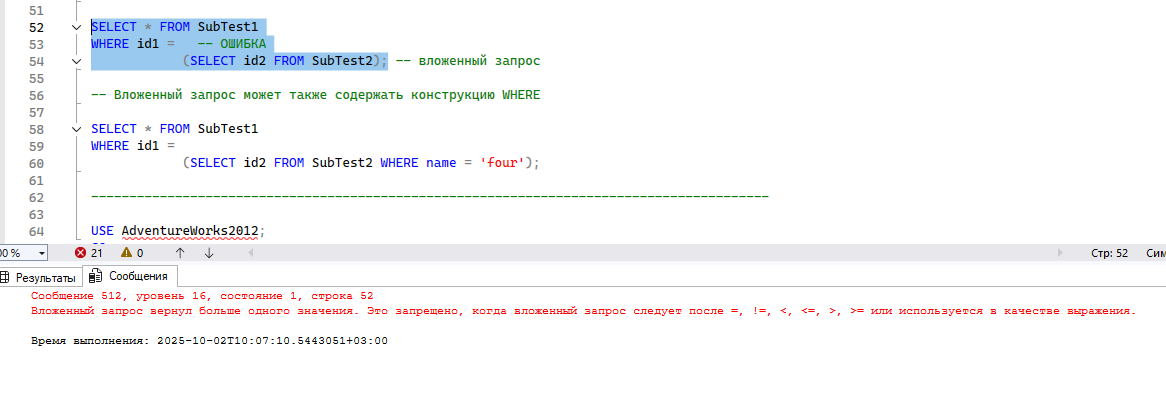 51
52 SELECT * FROM SubTest1
53 WHERE id1 = -- ОШИБКА
54 (SELECT id2 FROM SubTest2); -- вложенный запрос
55
56 -- Вложенный запрос может также содержать конструкцию WHERE
57
58 SELECT * FROM SubTest1
59 WHERE id1 =
60 (SELECT id2 FROM SubTest2 WHERE name = 'four');
61
62 ------------------------------------------------------------------------------------------
63
64 USE AdventureWorks2012;
00 % 21 0 Стр: 52 Сим
Результаты Сообщения
Сообщение 512, уровень 16, состояние 1, строка 52
Вложенный запрос вернул больше одного значения. Это запрещено, когда вложенный запрос следует после =, !=, <, <=, >, >= или используется в качестве выражения.
Время выполнения: 2025-10-02T10:07:10.5443051+03:00